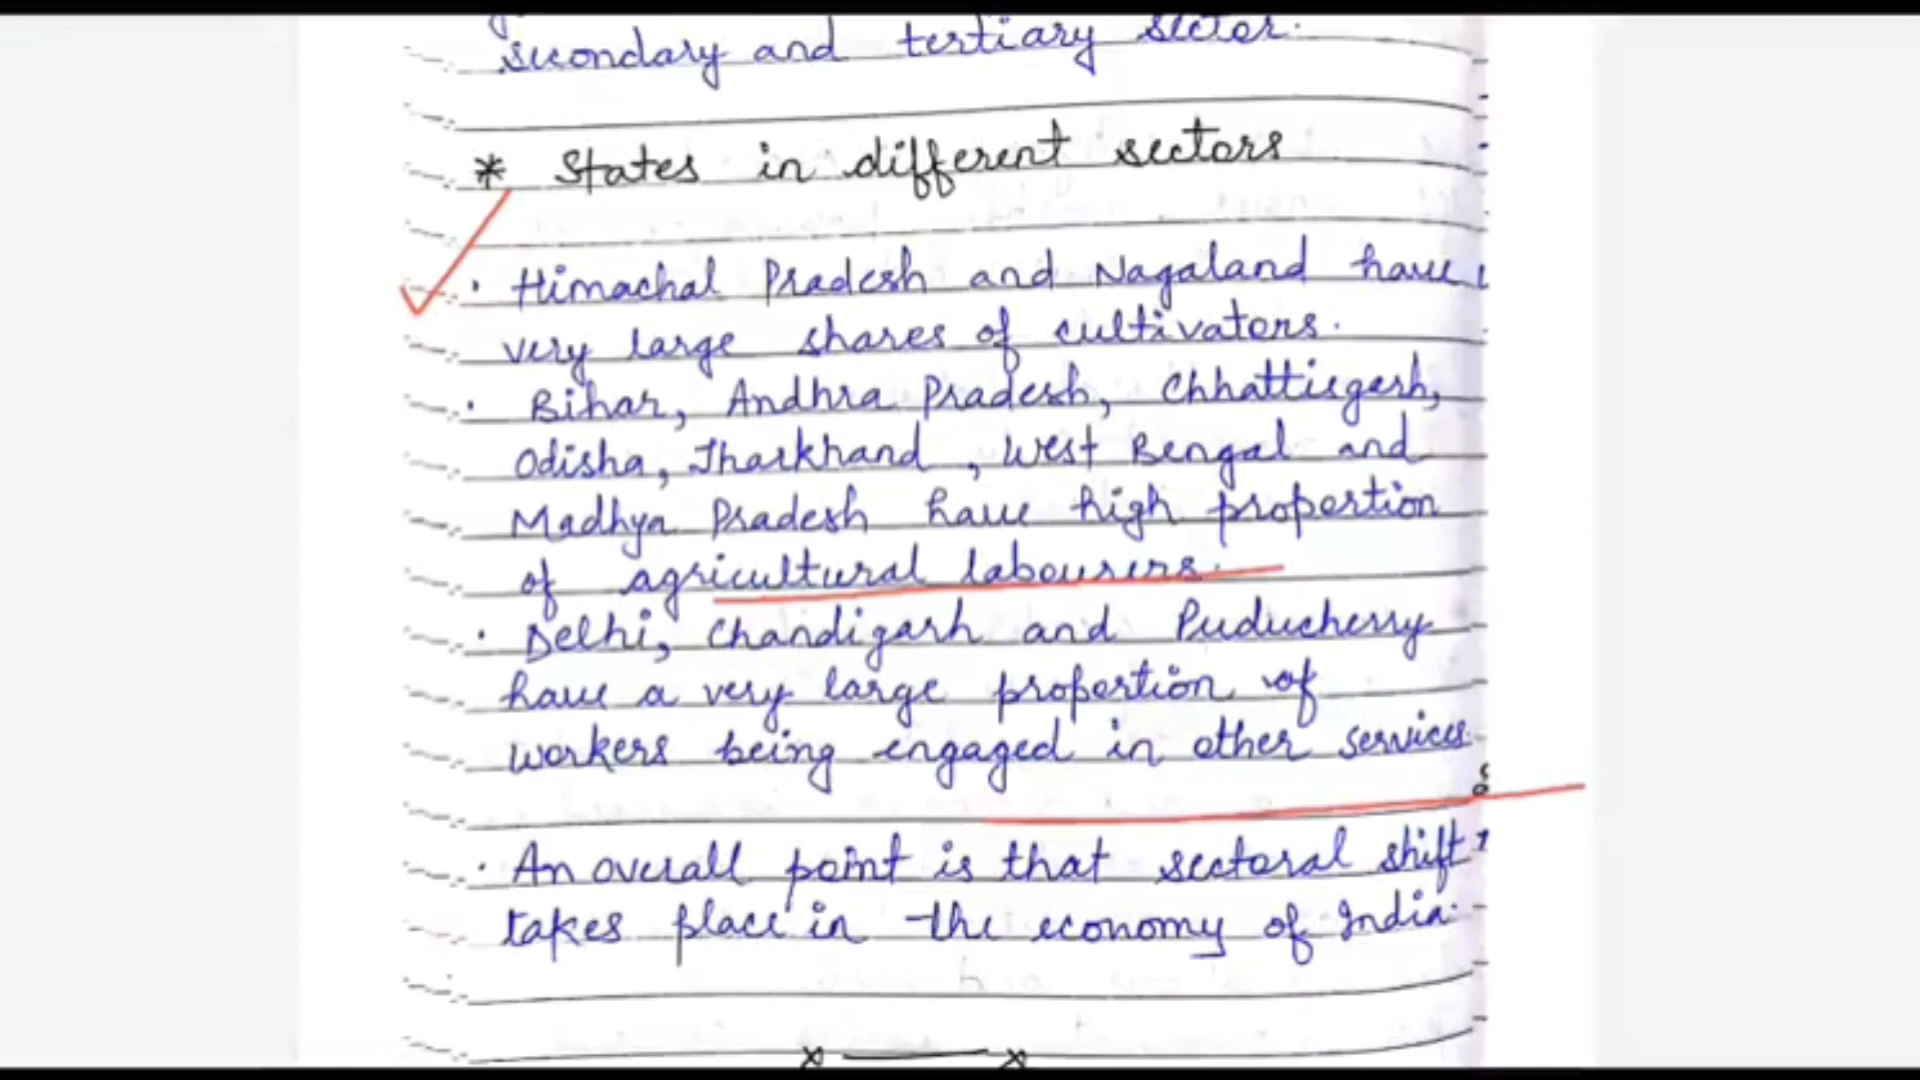 secondary and tertiary sector.
* States in different sectors
· Himachal Pradesh and Nagaland have
very large shares of cultivators.
· Bihar, Andhra Pradesh, Chhattisgarh,
Odisha, Jharkhand, West Bengal and
Madhya Pradesh have high proportion
of agricultural labourers.
· Delhi, Chandigarh and Puducherry
have a very large proportion of
workers being engaged in other services.
· An overall point is that sectoral shift
takes place in the economy of India.
x — x